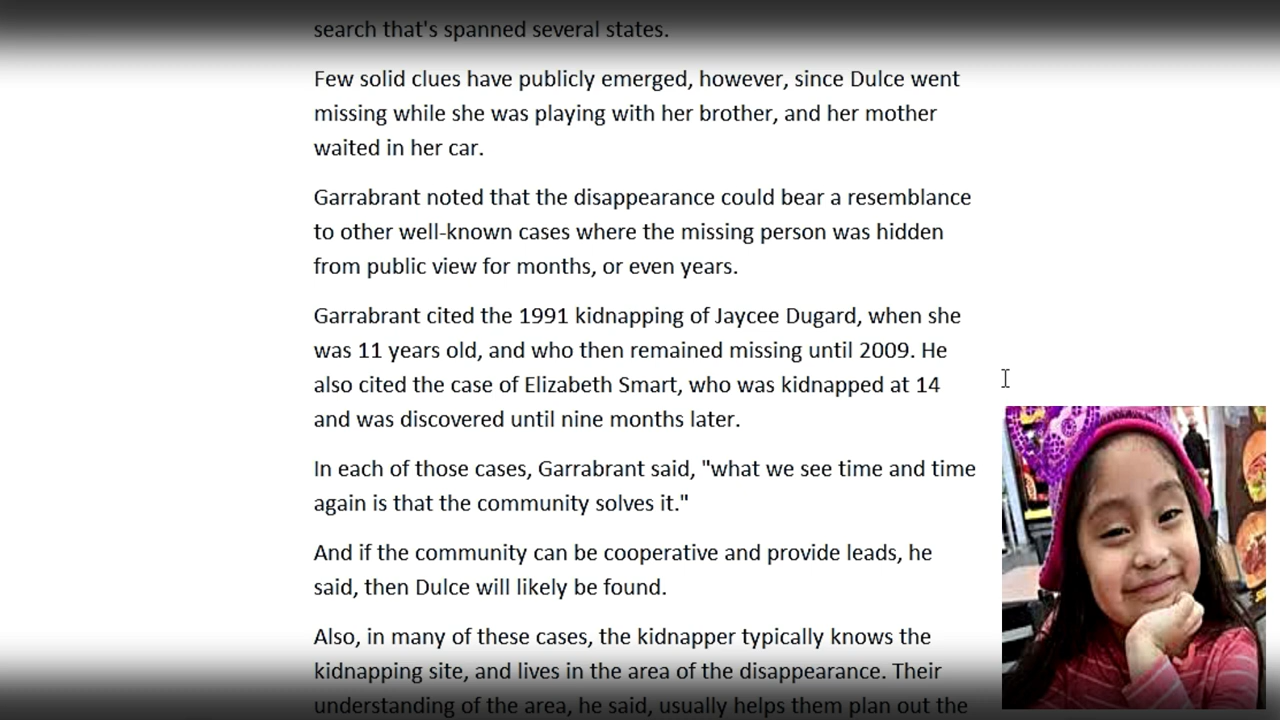 search that's spanned several states.
Few solid clues have publicly emerged, however, since Dulce went
missing while she was playing with her brother, and her mother
waited in her car.
Garrabrant noted that the disappearance could bear a resemblance
to other well-known cases where the missing person was hidden
from public view for months, or even years.
Garrabrant cited the 1991 kidnapping of Jaycee Dugard, when she
was 11 years old, and who then remained missing until 2009. He
also cited the case of Elizabeth Smart, who was kidnapped at 14
and was discovered until nine months later.
In each of those cases, Garrabrant said, "what we see time and time
again is that the community solves it."
And if the community can be cooperative and provide leads, he
said, then Dulce will likely be found.
Also, in many of these cases, the kidnapper typically knows the
kidnapping site, and lives in the area of the disappearance. Their
understanding of the area, he said, usually helps them plan out the